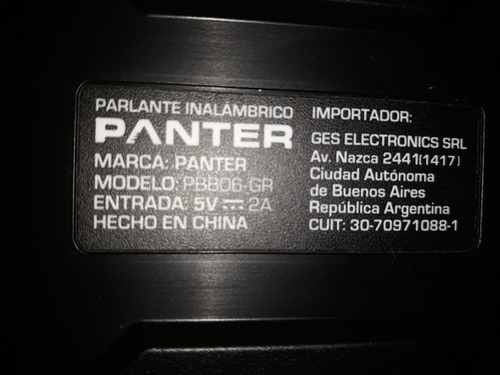 PARLANTE INALÁMBRICO
PANTER
MARCA: PANTER
MODELO: PBB06-GR
ENTRADA: 5V ⎓ 2A
HECHO EN CHINA
IMPORTADOR:
GES ELECTRONICS SRL
Av. Nazca 2441(1417)
Ciudad Autónoma
de Buenos Aires
República Argentina
CUIT: 30-70971088-1